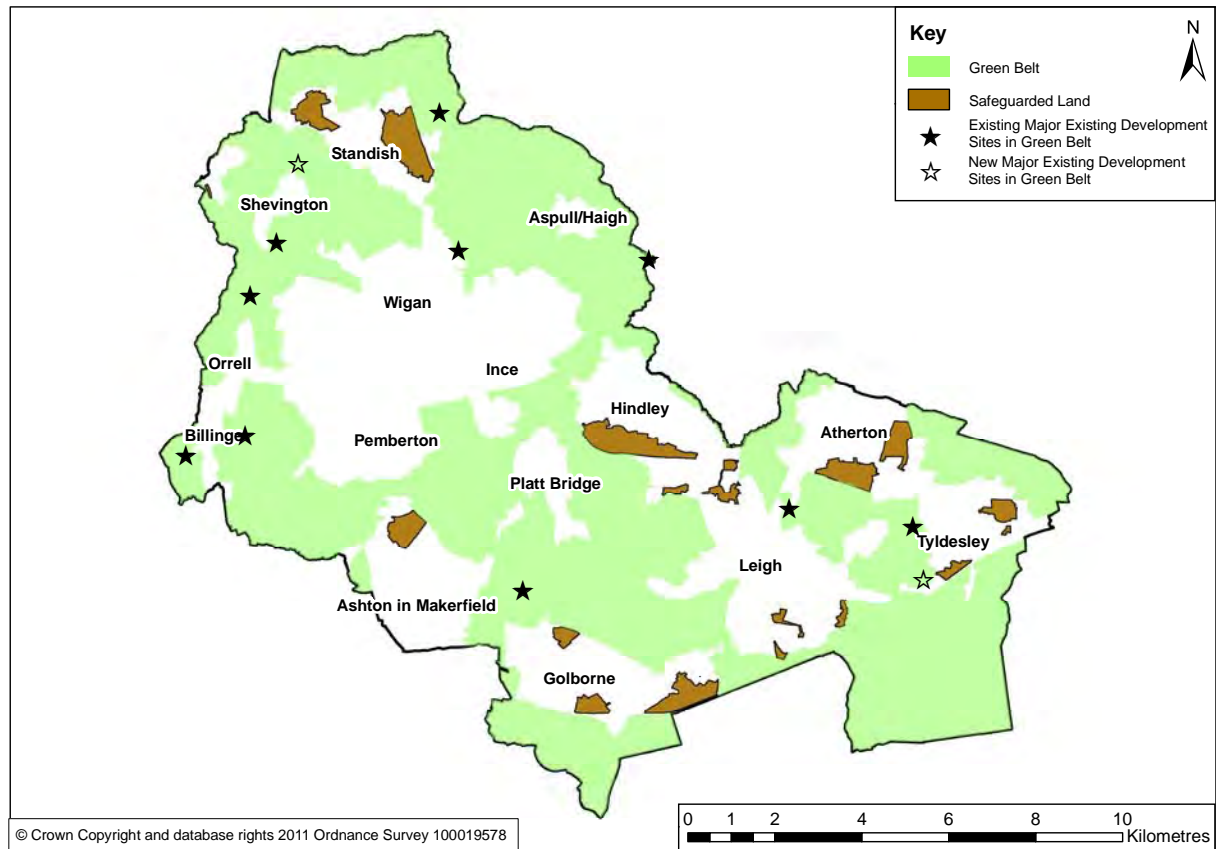 Key
N
Green Belt
Safeguarded Land
Existing Major Existing Development
Sites in Green Belt
New Major Existing Development
Sites in Green Belt
Standish
Shevington
Aspull/Haigh
Wigan
Orrell
Ince
Hindley
Billinge
Pemberton
Atherton
Platt Bridge
Tyldesley
Leigh
Ashton in Makerfield
Golborne
0 1 2 4 6 8 10
Kilometres
© Crown Copyright and database rights 2011 Ordnance Survey 100019578